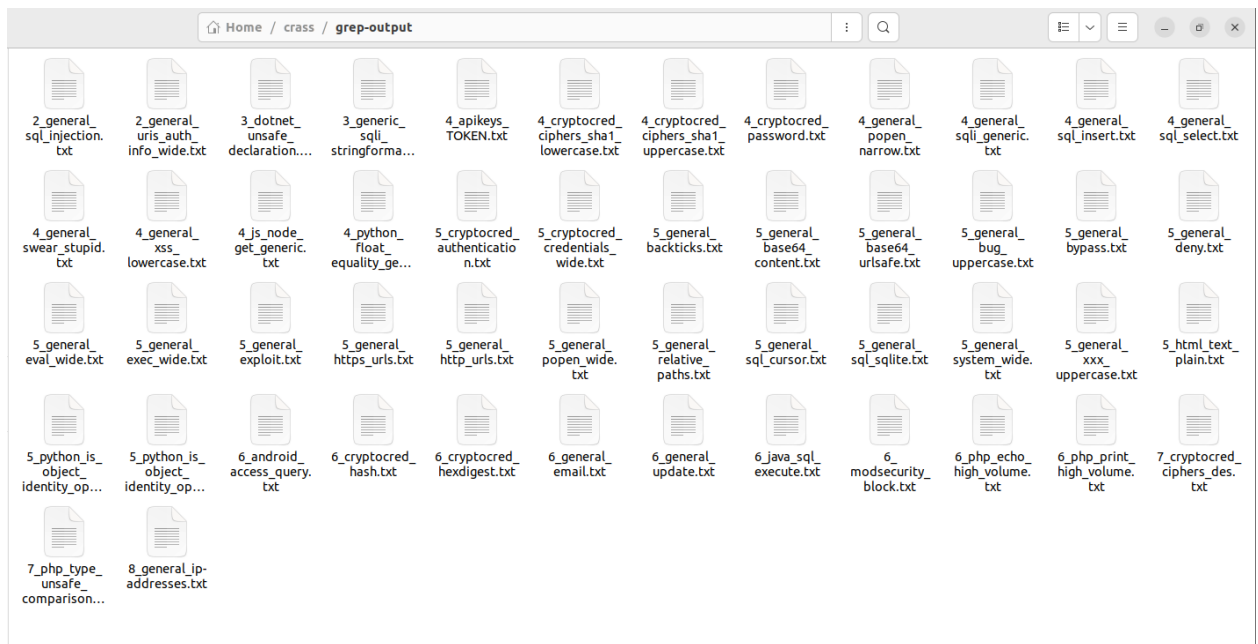 Home / crass / grep-output
2_general_
sql_injection.
txt
2_general_
uris_auth_
info_wide.txt
3_dotnet_
unsafe_
declaration....
3_generic_
sqli_
stringforma...
4_apikeys_
TOKEN.txt
4_cryptocred_
ciphers_sha1_
lowercase.txt
4_cryptocred_
ciphers_sha1_
uppercase.txt
4_cryptocred_
password.txt
4_general_
popen_
narrow.txt
4_general_
sqli_generic.
txt
4_general_
sql_insert.txt
4_general_
sql_select.txt
4_general_
swear_stupid.
txt
4_general_
xss_
lowercase.txt
4_js_node_
get_generic.
txt
4_python_
float_
equality_ge...
5_cryptocred_
authenticatio
n.txt
5_cryptocred_
credentials_
wide.txt
5_general_
backticks.txt
5_general_
base64_
content.txt
5_general_
base64_
urlsafe.txt
5_general_
bug_
uppercase.txt
5_general_
bypass.txt
5_general_
deny.txt
5_general_
eval_wide.txt
5_general_
exec_wide.txt
5_general_
exploit.txt
5_general_
https_urls.txt
5_general_
http_urls.txt
5_general_
popen_wide.
txt
5_general_
relative_
paths.txt
5_general_
sql_cursor.txt
5_general_
sql_sqlite.txt
5_general_
system_wide.
txt
5_general_
xxx_
uppercase.txt
5_html_text_
plain.txt
5_python_is_
object_
identity_op...
5_python_is_
object_
identity_op...
6_android_
access_query.
txt
6_cryptocred_
hash.txt
6_cryptocred_
hexdigest.txt
6_general_
email.txt
6_general_
update.txt
6_java_sql_
execute.txt
6_
modsecurity_
block.txt
6_php_echo_
high_volume.
txt
6_php_print_
high_volume.
txt
7_cryptocred_
ciphers_des.
txt
7_php_type_
unsafe_
comparison...
8_general_ip-
addresses.txt